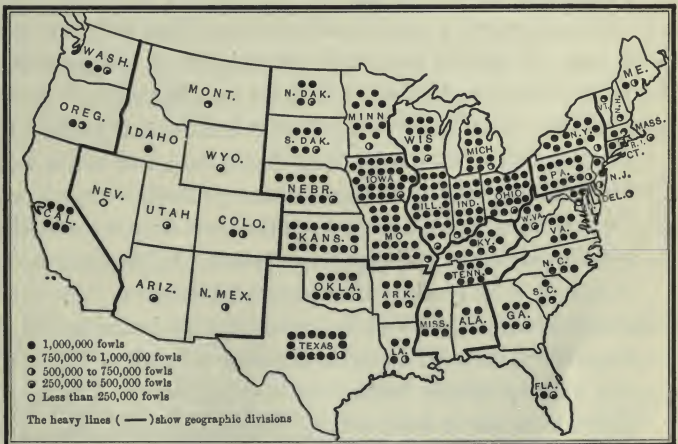 WASH.
ME.
MONT.
N. DAK.
MINN.
VT.
N.H.
OREG.
IDAHO
S. DAK.
WIS
MICH
N.Y.
MASS.
R.I.
CT.
WYO.
IOWA
PA.
N.J.
NEBR.
ILL.
IND.
OHIO
DEL.
NEV.
UTAH
COLO.
W.VA.
VA.
CAL.
KANS.
MO
KY.
N.C.
TENN.
ARIZ.
N. MEX.
OKLA.
ARK.
S.C.
MISS.
ALA.
GA.
TEXAS
LA.
FLA.
1,000,000 fowls
750,000 to 1,000,000 fowls
500,000 to 750,000 fowls
250,000 to 500,000 fowls
Less than 250,000 fowls
The heavy lines ( — ) show geographic divisions